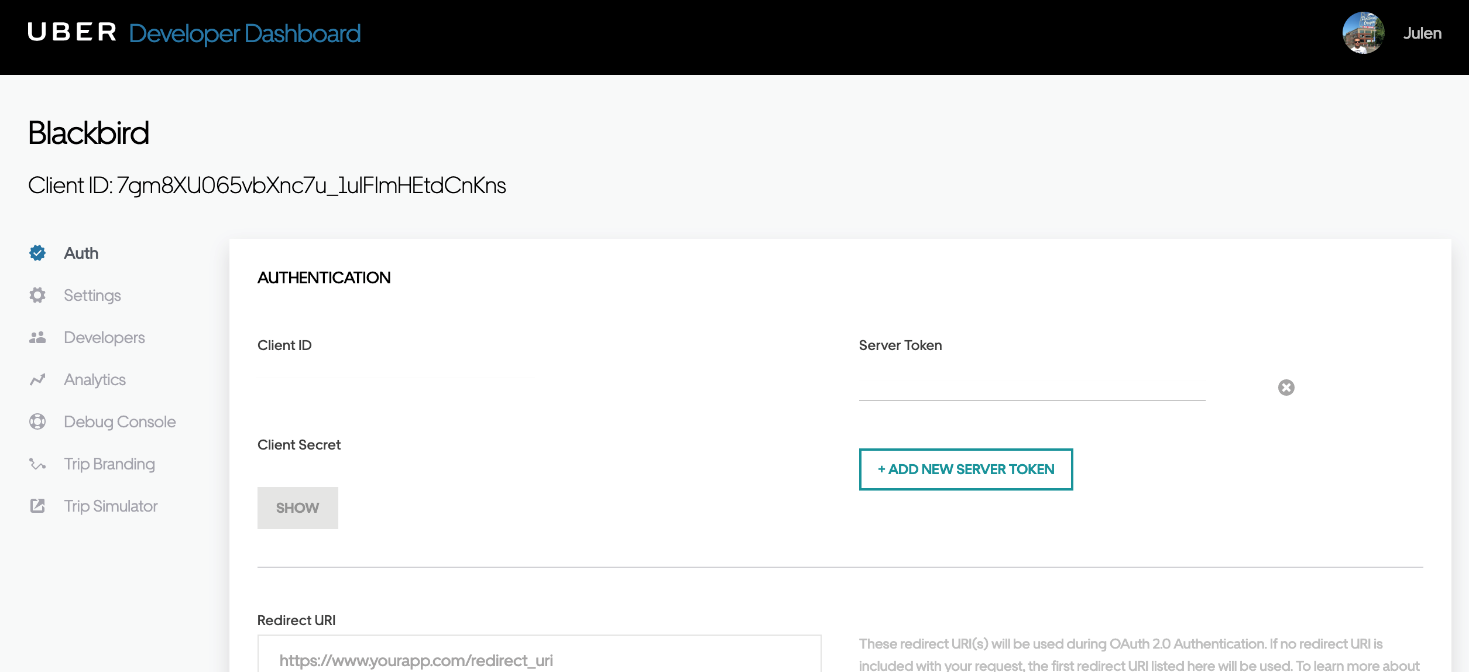 UBER Developer Dashboard
Julen
Blackbird
Client ID: 7gm8XU065vbXnc7u_1ulFImHEtdCnKns
Auth
Settings
Developers
Analytics
Debug Console
Trip Branding
Trip Simulator
AUTHENTICATION
Client ID
Server Token
Client Secret
+ ADD NEW SERVER TOKEN
SHOW
Redirect URI
https://www.yourapp.com/redirect_uri
These redirect URI(s) will be used during OAuth 2.0 Authentication. If no redirect URI is
included with your request, the first redirect URI listed here will be used. To learn more about